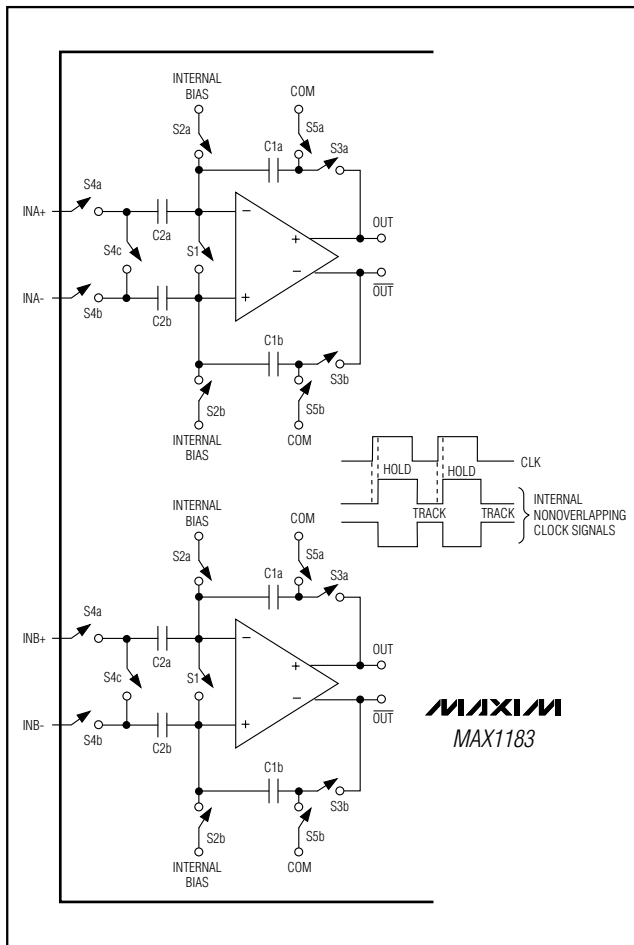 INTERNAL
BIAS
COM
S2a
S5a
C1a
S3a
S4a
INA+
−
OUT
C2a
+
S4c
S1
−
OUT
INA-
+
S4b
C2b
C1b
S3b
S2b
S5b
INTERNAL
BIAS
COM
CLK
HOLD
HOLD
INTERNAL
NONOVERLAPPING
CLOCK SIGNALS
TRACK
TRACK
INTERNAL
BIAS
COM
S2a
S5a
C1a
S3a
S4a
INB+
−
OUT
C2a
+
S4c
S1
−
OUT
INB-
+
S4b
C2b
MAXIM
MAX1183
C1b
S3b
S2b
S5b
INTERNAL
BIAS
COM